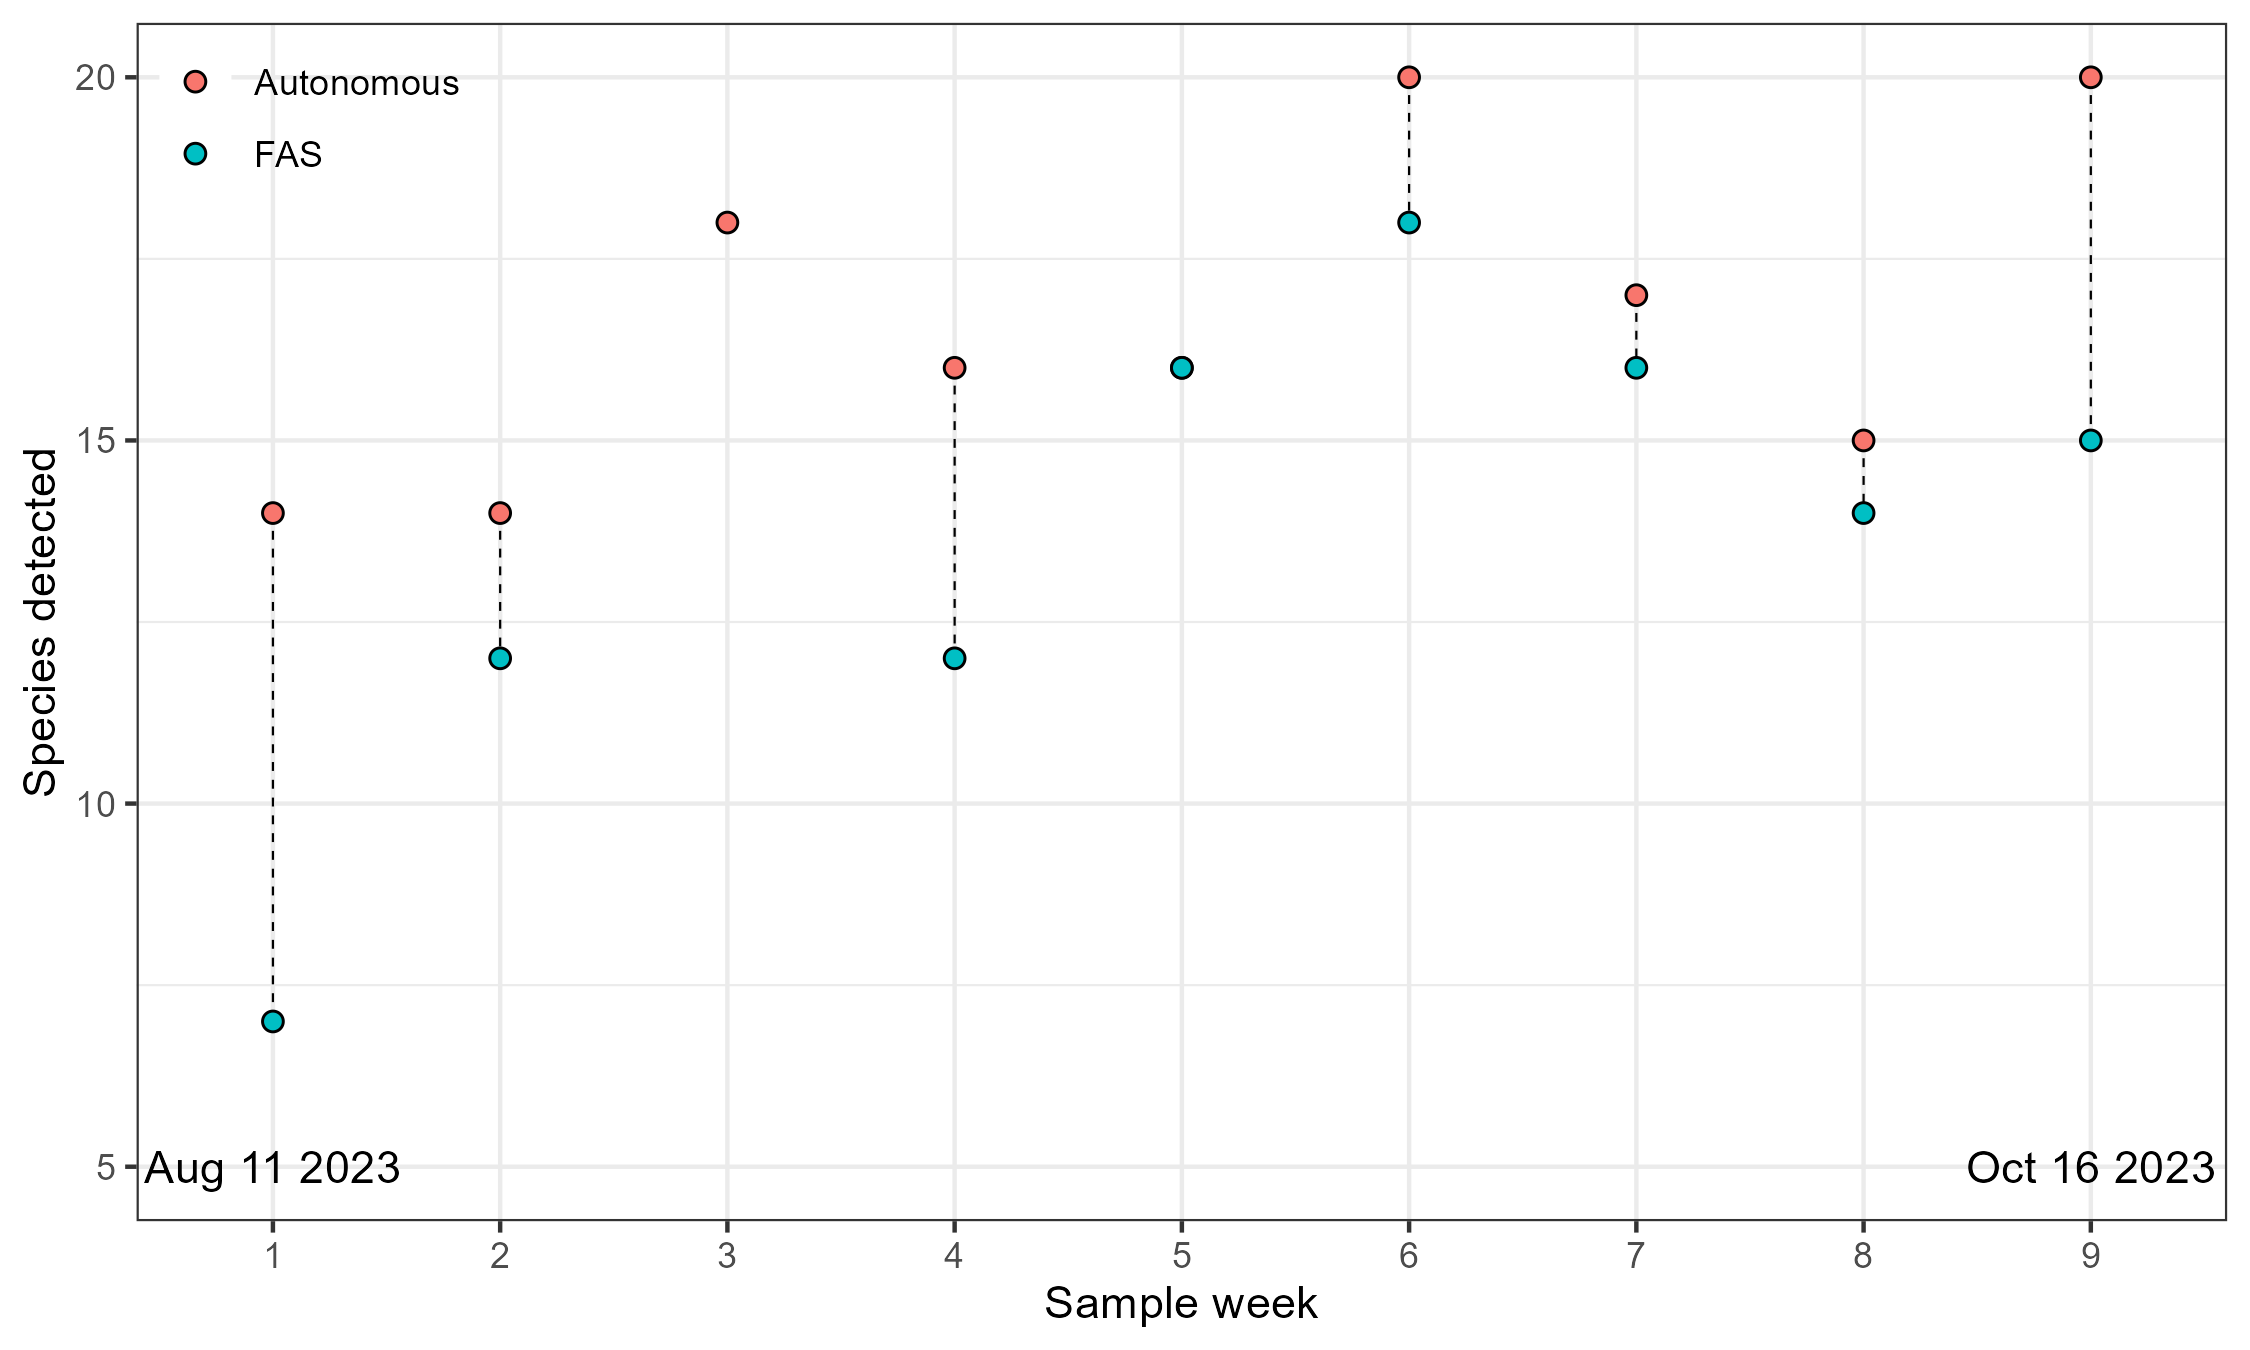 Autonomous
FAS
20
15
10
5
Species detected
Aug 11 2023
Oct 16 2023
1 2 3 4 5 6 7 8 9
Sample week